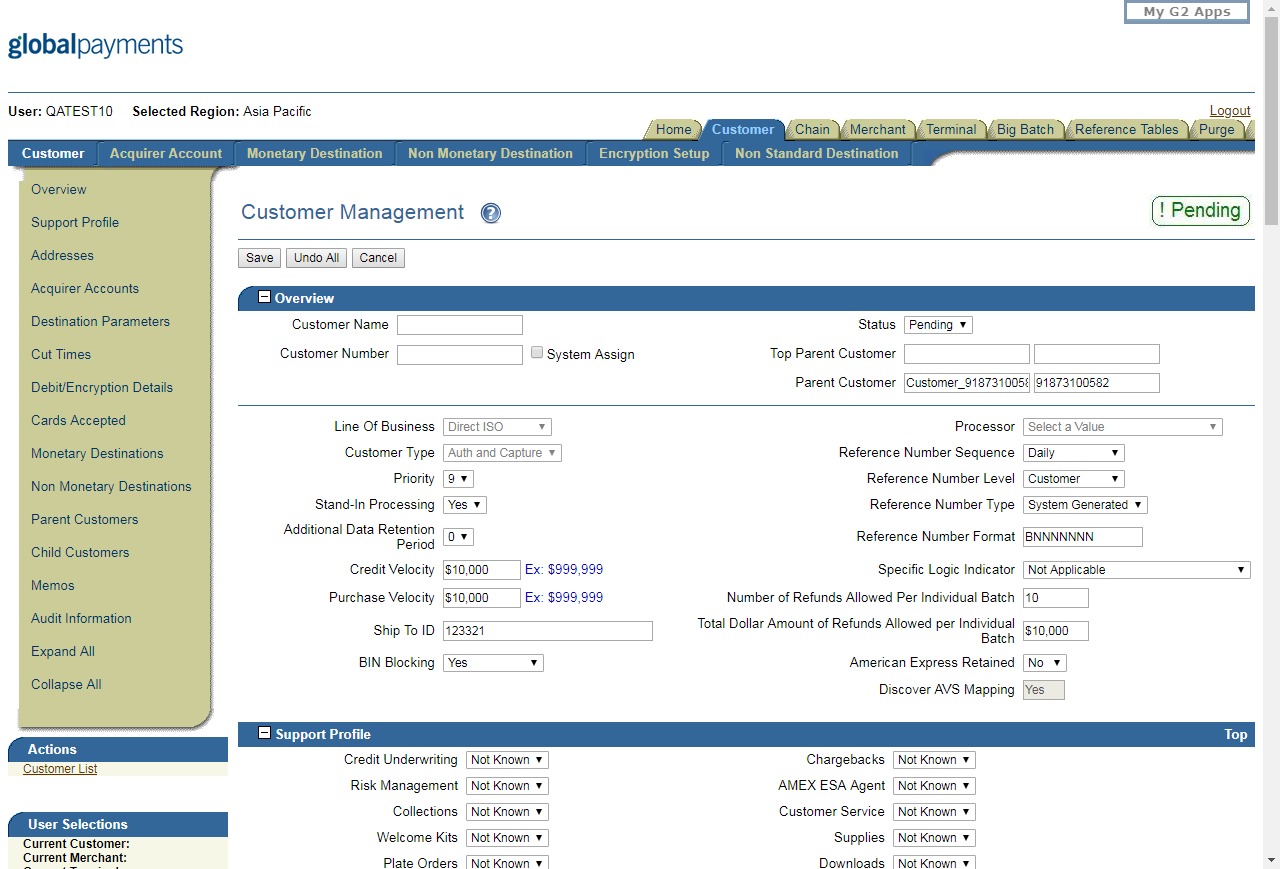 My G2 Apps
globalpayments
User: QATEST10 Selected Region: Asia Pacific
Logout
Home Customer Chain Merchant Terminal Big Batch Reference Tables Purge
Customer Acquirer Account Monetary Destination Non Monetary Destination Encryption Setup Non Standard Destination
Overview
Support Profile
Addresses
Acquirer Accounts
Destination Parameters
Cut Times
Debit/Encryption Details
Cards Accepted
Monetary Destinations
Non Monetary Destinations
Parent Customers
Child Customers
Memos
Audit Information
Expand All
Collapse All
Actions
Customer List
User Selections
Current Customer:
Current Merchant:
Customer Management ?
! Pending
Save Undo All Cancel
Overview
Customer Name Status Pending
Customer Number System Assign Top Parent Customer
Parent Customer Customer_9187310058 91873100582
Line Of Business Direct ISO Processor Select a Value
Customer Type Auth and Capture Reference Number Sequence Daily
Priority 9 Reference Number Level Customer
Stand-In Processing Yes Reference Number Type System Generated
Additional Data Retention
Period 0 Reference Number Format BNNNNNNN
Credit Velocity $10,000 Ex: $999,999 Specific Logic Indicator Not Applicable
Purchase Velocity $10,000 Ex: $999,999 Number of Refunds Allowed Per Individual Batch 10
Ship To ID 123321 Total Dollar Amount of Refunds Allowed per Individual
Batch $10,000
BIN Blocking Yes American Express Retained No
Discover AVS Mapping Yes
Support Profile Top
Credit Underwriting Not Known Chargebacks Not Known
Risk Management Not Known AMEX ESA Agent Not Known
Collections Not Known Customer Service Not Known
Welcome Kits Not Known Supplies Not Known
Plate Orders Not Known Downloads Not Known